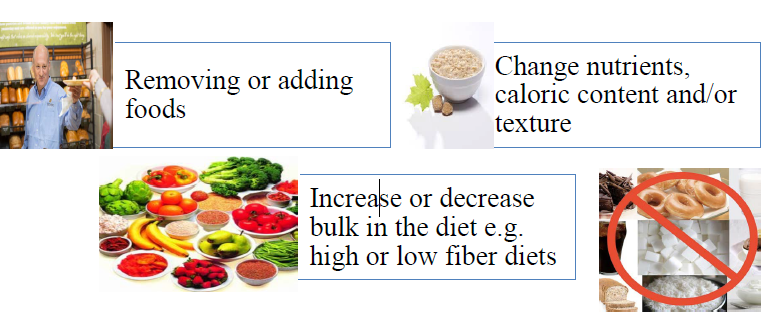 Removing or adding
foods
Change nutrients,
caloric content and/or
texture
Increase or decrease
bulk in the diet e.g.
high or low fiber diets